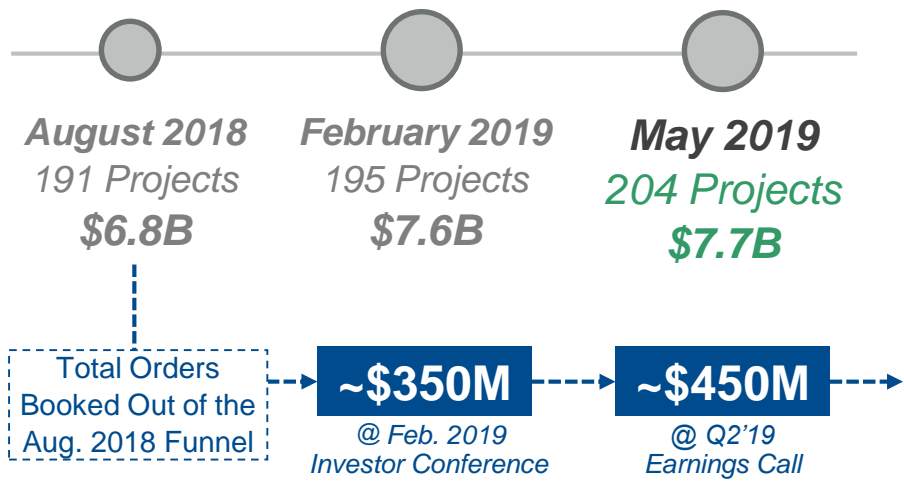 August 2018
191 Projects
$6.8B
February 2019
195 Projects
$7.6B
May 2019
204 Projects
$7.7B
Total Orders
Booked Out of the
Aug. 2018 Funnel
~$350M
@ Feb. 2019
Investor Conference
~$450M
@ Q2’19
Earnings Call